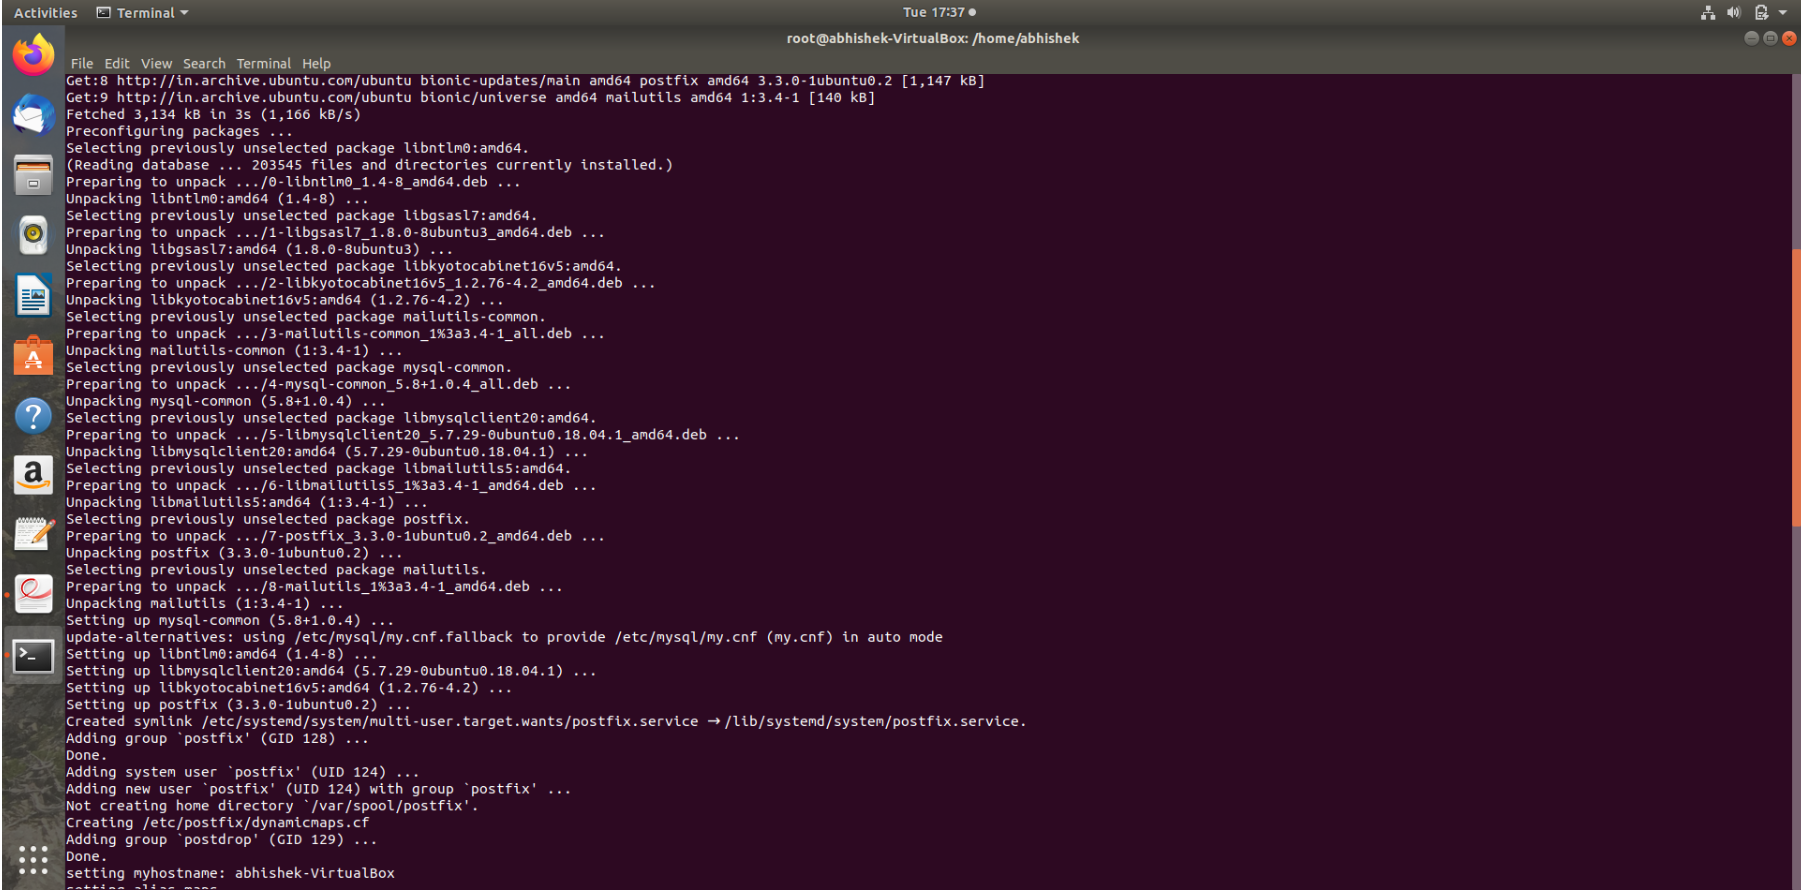 Activities Terminal Tue 17:37
root@abhishek-VirtualBox: /home/abhishek
File Edit View Search Terminal Help
Get:8 http://in.archive.ubuntu.com/ubuntu bionic-updates/main amd64 postfix amd64 3.3.0-1ubuntu0.2 [1,147 kB]
Get:9 http://in.archive.ubuntu.com/ubuntu bionic/universe amd64 mailutils amd64 1:3.4-1 [140 kB]
Fetched 3,134 kB in 3s (1,166 kB/s)
Preconfiguring packages ...
Selecting previously unselected package libntlm0:amd64.
(Reading database ... 203545 files and directories currently installed.)
Preparing to unpack .../0-libntlm0_1.4-8_amd64.deb ...
Unpacking libntlm0:amd64 (1.4-8) ...
Selecting previously unselected package libgsasl7:amd64.
Preparing to unpack .../1-libgsasl7_1.8.0-8ubuntu3_amd64.deb ...
Unpacking libgsasl7:amd64 (1.8.0-8ubuntu3) ...
Selecting previously unselected package libkyotocabinet16v5:amd64.
Preparing to unpack .../2-libkyotocabinet16v5_1.2.76-4.2_amd64.deb ...
Unpacking libkyotocabinet16v5:amd64 (1.2.76-4.2) ...
Selecting previously unselected package mailutils-common.
Preparing to unpack .../3-mailutils-common_1%3a3.4-1_all.deb ...
Unpacking mailutils-common (1:3.4-1) ...
Selecting previously unselected package mysql-common.
Preparing to unpack .../4-mysql-common_5.8+1.0.4_all.deb ...
Unpacking mysql-common (5.8+1.0.4) ...
Selecting previously unselected package libmysqlclient20:amd64.
Preparing to unpack .../5-libmysqlclient20_5.7.29-0ubuntu0.18.04.1_amd64.deb ...
Unpacking libmysqlclient20:amd64 (5.7.29-0ubuntu0.18.04.1) ...
Selecting previously unselected package libmailutils5:amd64.
Preparing to unpack .../6-libmailutils5_1%3a3.4-1_amd64.deb ...
Unpacking libmailutils5:amd64 (1:3.4-1) ...
Selecting previously unselected package postfix.
Preparing to unpack .../7-postfix_3.3.0-1ubuntu0.2_amd64.deb ...
Unpacking postfix (3.3.0-1ubuntu0.2) ...
Selecting previously unselected package mailutils.
Preparing to unpack .../8-mailutils_1%3a3.4-1_amd64.deb ...
Unpacking mailutils (1:3.4-1) ...
Setting up mysql-common (5.8+1.0.4) ...
update-alternatives: using /etc/mysql/my.cnf.fallback to provide /etc/mysql/my.cnf (my.cnf) in auto mode
Setting up libntlm0:amd64 (1.4-8) ...
Setting up libmysqlclient20:amd64 (5.7.29-0ubuntu0.18.04.1) ...
Setting up libkyotocabinet16v5:amd64 (1.2.76-4.2) ...
Setting up postfix (3.3.0-1ubuntu0.2) ...
Created symlink /etc/systemd/system/multi-user.target.wants/postfix.service → /lib/systemd/system/postfix.service.
Adding group `postfix' (GID 128) ...
Done.
Adding system user `postfix' (UID 124) ...
Adding new user `postfix' (UID 124) with group `postfix' ...
Not creating home directory `/var/spool/postfix'.
Creating /etc/postfix/dynamicmaps.cf
Adding group `postdrop' (GID 129) ...
Done.
setting myhostname: abhishek-VirtualBox
setting alias maps